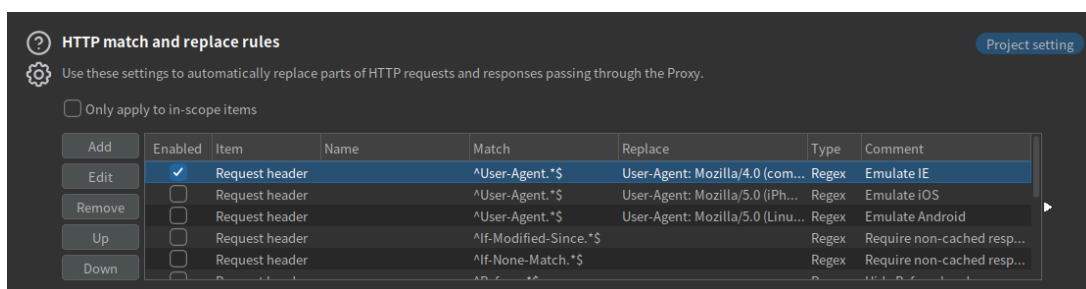 HTTP match and replace rules
Project setting
Use these settings to automatically replace parts of HTTP requests and responses passing through the Proxy.
Only apply to in-scope items
Add
Edit
Remove
Up
Down
Enabled Item Name Match Replace Type Comment
Request header ^User-Agent.*$ User-Agent: Mozilla/4.0 (com... Regex Emulate IE
Request header ^User-Agent.*$ User-Agent: Mozilla/5.0 (iPh... Regex Emulate iOS
Request header ^User-Agent.*$ User-Agent: Mozilla/5.0 (Linu... Regex Emulate Android
Request header ^If-Modified-Since.*$ Regex Require non-cached resp...
Request header ^If-None-Match.*$ Regex Require non-cached resp...